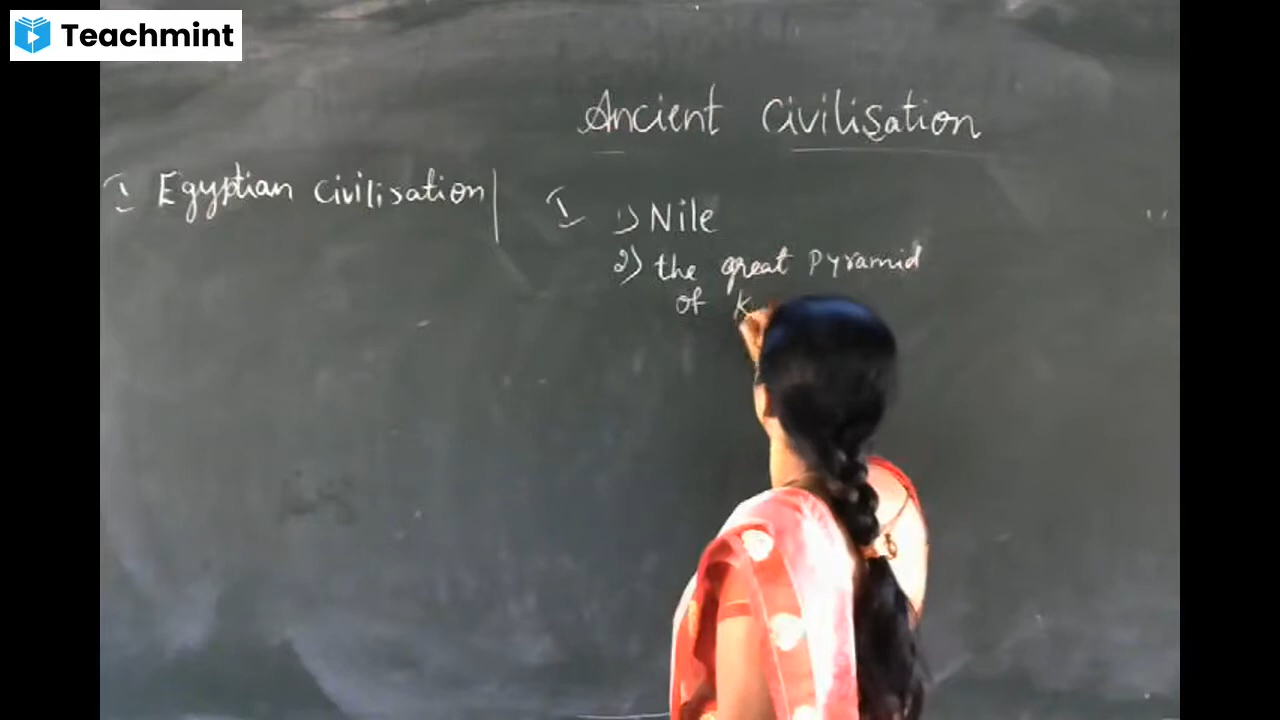 Teachmint
Ancient Civilisation
I Egyptian Civilisation
I 1) Nile
2) the great Pyramid
of K